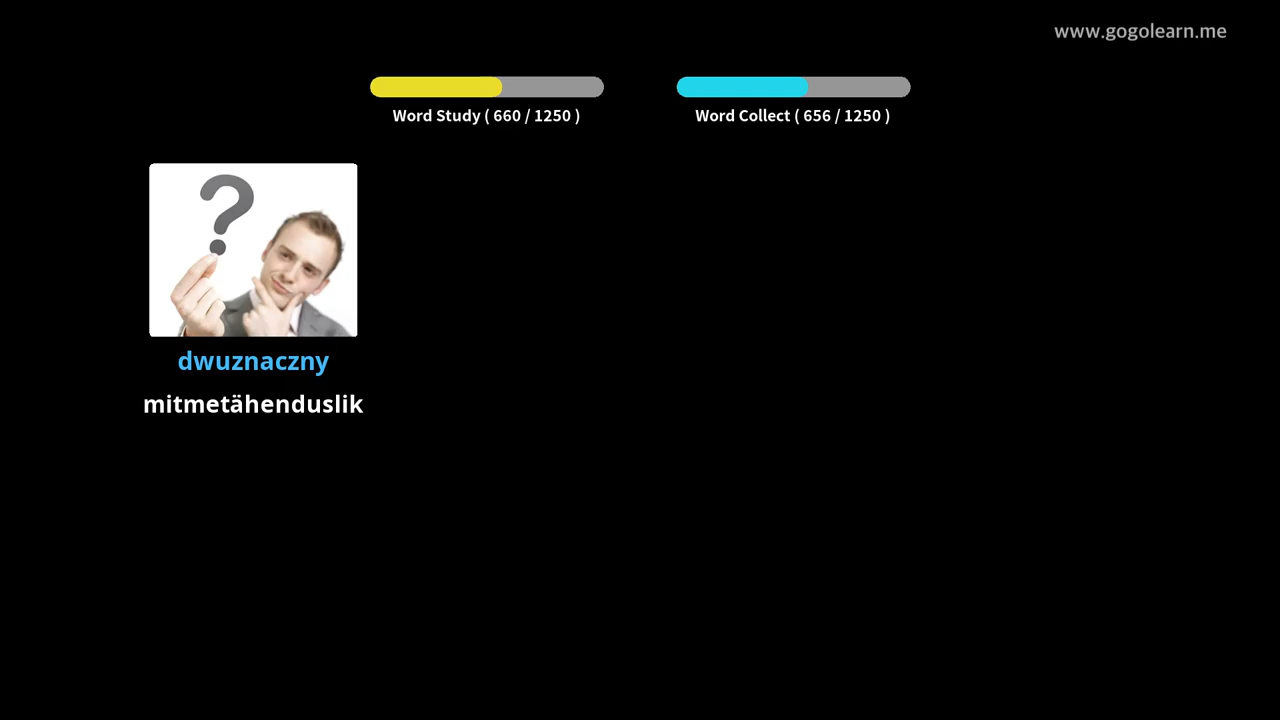 www.gogolearn.me
Word Study ( 660 / 1250 )
Word Collect ( 656 / 1250 )
?
dwuznaczny
mitmetähenduslik